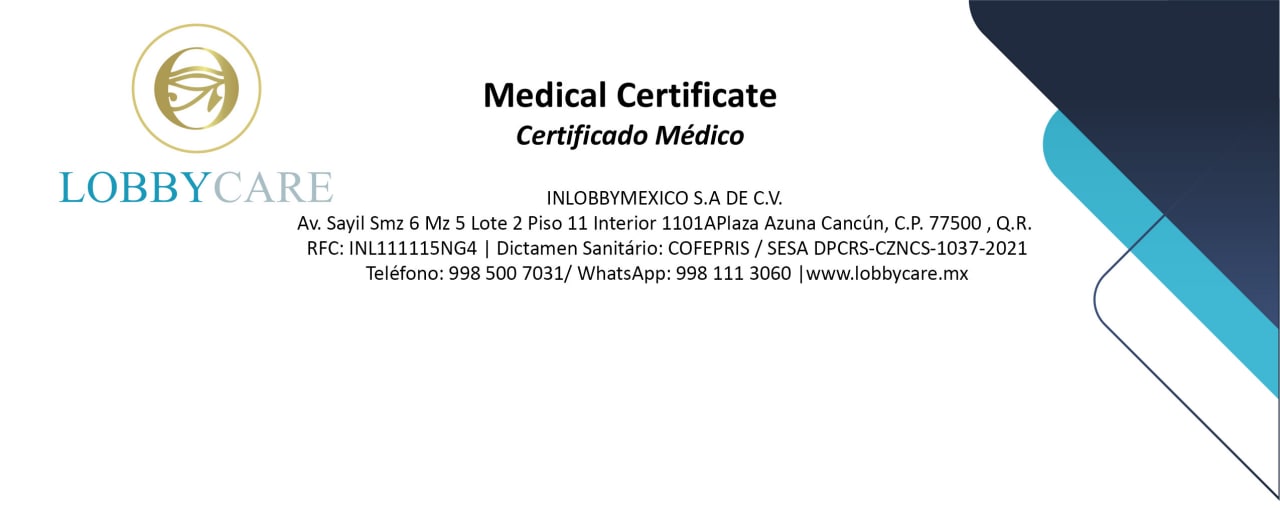 Medical Certificate
Certificado Médico
LOBBYCARE
INLOBBYMEXICO S.A DE C.V.
Av. Sayil Smz 6 Mz 5 Lote 2 Piso 11 Interior 1101APlaza Azuna Cancún, C.P. 77500 , Q.R.
RFC: INL111115NG4 | Dictamen Sanitário: COFEPRIS / SESA DPCRS-CZNCS-1037-2021
Teléfono: 998 500 7031/ WhatsApp: 998 111 3060 |www.lobbycare.mx